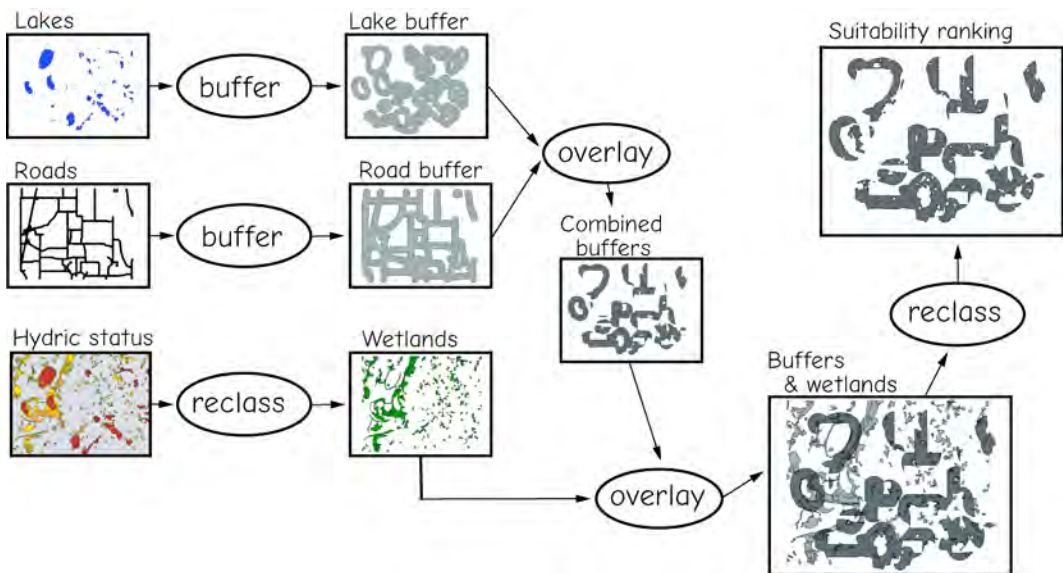 Lakes
buffer
Lake buffer
Suitability ranking
overlay
Roads
buffer
Road buffer
Combined
buffers
Hydric status
reclass
Wetlands
reclass
Buffers
& wetlands
overlay